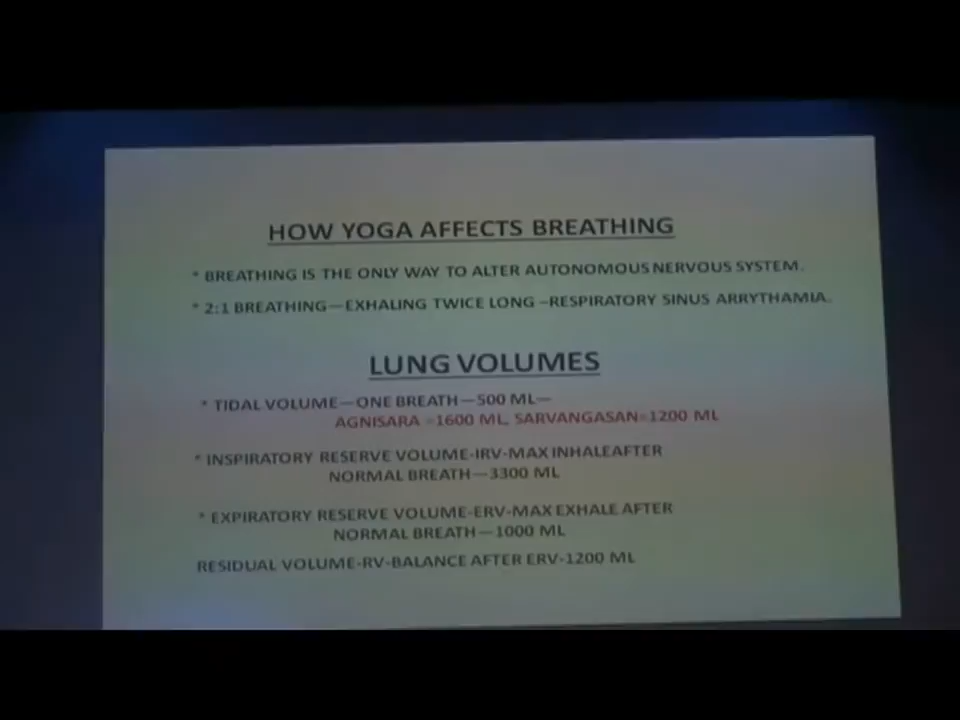 HOW YOGA AFFECTS BREATHING
* BREATHING IS THE ONLY WAY TO ALTER AUTONOMOUS NERVOUS SYSTEM.
* 2:1 BREATHING—EXHALING TWICE LONG –RESPIRATORY SINUS ARRYTHAMIA.
LUNG VOLUMES
* TIDAL VOLUME—ONE BREATH—500 ML—
AGNISARA =1600 ML, SARVANGASAN=1200 ML
* INSPIRATORY RESERVE VOLUME-IRV-MAX INHALEAFTER
NORMAL BREATH—3300 ML
* EXPIRATORY RESERVE VOLUME-ERV-MAX EXHALE AFTER
NORMAL BREATH—1000 ML
RESIDUAL VOLUME-RV-BALANCE AFTER ERV-1200 ML